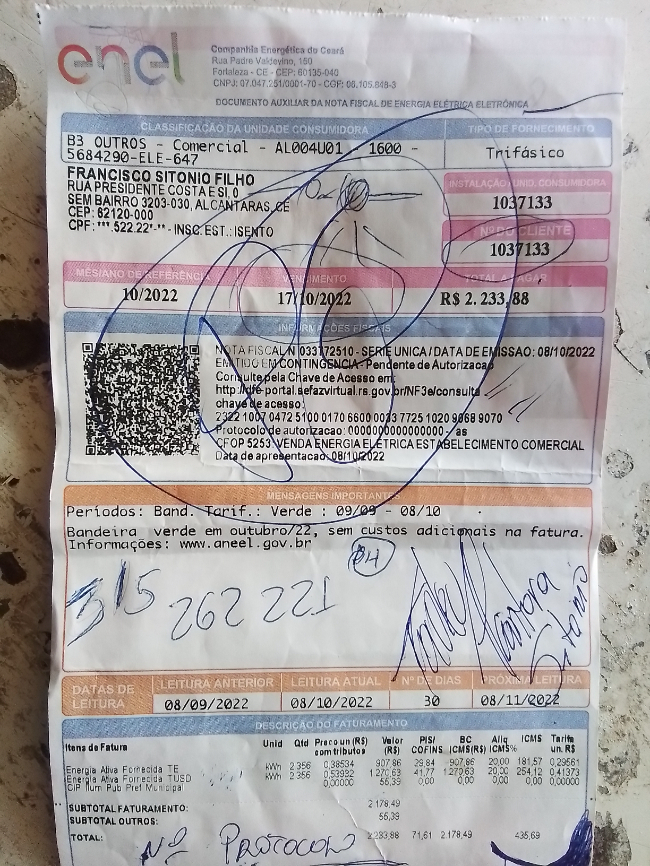 enel
Companhia Energética do Ceará
Rua Padre Valdevino, 150
Fortaleza - CE - CEP: 60135-040
CNPJ: 07.047.251/0001-70 - CGF: 06.105.848-3
DOCUMENTO AUXILIAR DA NOTA FISCAL DE ENERGIA ELÉTRICA ELETRÔNICA
CLASSIFICAÇÃO DA UNIDADE CONSUMIDORA
TIPO DE FORNECIMENTO
B3 OUTROS - Comercial - AL004U01 - 1600 -
S684290-ELE-647
Trifásico
FRANCISCO SITONIO FILHO
RUA PRESIDENTE COSTA E SI, 0
SEM BAIRRO 3203-030, ALCANTARAS, CE
CEP: 62120-000
CPF: ***.522.22*-** - INSC.EST.: ISENTO
INSTALAÇÃO / UNID. CONSUMIDORA
1037133
Nº DO CLIENTE
1037133
MÊS/ANO DE REFERÊNCIA
VENCIMENTO
TOTAL A PAGAR
10/2022
17/10/2022
R$ 2.233,88
INFORMAÇÕES FISCAIS
NOTA FISCAL N 033172510 - SERIE UNICA / DATA DE EMISSÃO: 08/10/2022
EMITIDO EM CONTINGENCIA - Pendente de Autorizacao
Consulte pela Chave de Acesso em:
http://dfe-portal.sefazvirtual.rs.gov.br/NF3e/consulta
chave de acesso:
2322 1007 0472 5100 0170 6600 0033 7725 1020 9868 9070
Protocolo de autorizacao: 0000000000000000 - as
CFOP 5253 VENDA ENERGIA ELETRICA ESTABELECIMENTO COMERCIAL
Data de apresentacao: 08/10/2022
MENSAGENS IMPORTANTES
Períodos: Band. Tarif.: Verde : 09/09 - 08/10
Bandeira verde em outubro/22, sem custos adicionais na fatura.
Informações: www.aneel.gov.br
315 262 221
Sitonio
DATAS DE LEITURA
LEITURA ANTERIOR
LEITURA ATUAL
Nº DE DIAS
PRÓXIMA LEITURA
08/09/2022
08/10/2022
30
08/11/2022
DESCRIÇÃO DO FATURAMENTO
Itens de Fatura Unid Qtd Preco un (R$) com tributos Valor (R$) PIS/ COFINS BC ICMS(R$) Aliq ICMS% ICMS Tarifa un. R$
Energia Ativa Fornecida TE kWh 2.356 0,38534 907,86 29,84 907,86 20,00 181,57 0,29561
Energia Ativa Fornecida TUSD kWh 2.356 0,53932 1.270,63 41,77 1.270,63 20,00 254,12 0,41373
CIP Ilum Pub Pref Municipal 0,00000 55,39 0,00 0,00 0,00 0,00
SUBTOTAL FATURAMENTO: 2.178,49
SUBTOTAL OUTROS: 55,39
TOTAL: 2.233,88 71,61 2.178,49 435,69
Nº PROTOCOLO